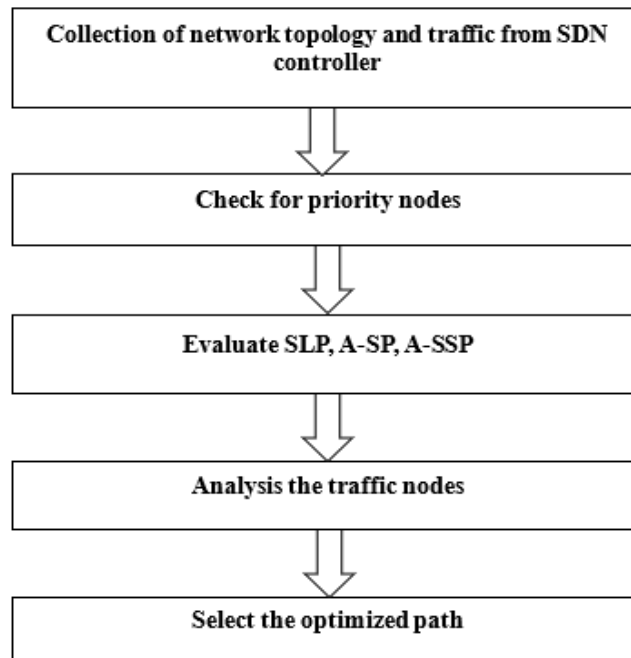 Collection of network topology and traffic from SDN
controller
Check for priority nodes
Evaluate SLP, A-SP, A-SSP
Analysis the traffic nodes
Select the optimized path